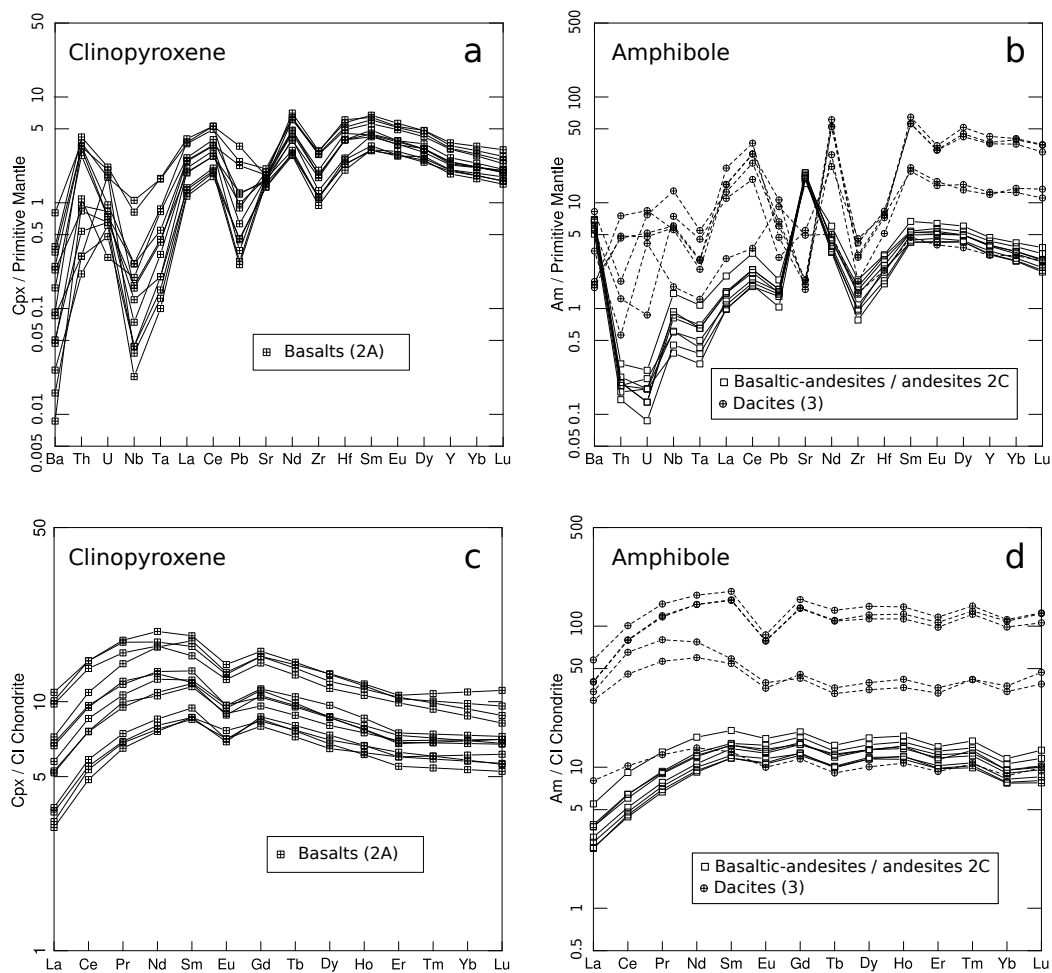 Clinopyroxene
a
Cpx / Primitive Mantle
50
10
5
1
0.5
0.1
0.05
0.01
0.005
Basalts (2A)
Ba Th U Nb Ta La Ce Pb Sr Nd Zr Hf Sm Eu Dy Y Yb Lu
Amphibole
b
Am / Primitive Mantle
500
100
50
10
5
1
0.5
0.1
0.05
Basaltic-andesites / andesites 2C
Dacites (3)
Ba Th U Nb Ta La Ce Pb Sr Nd Zr Hf Sm Eu Dy Y Yb Lu
Clinopyroxene
c
Cpx / CI Chondrite
50
10
5
1
Basalts (2A)
La Ce Pr Nd Sm Eu Gd Tb Dy Ho Er Tm Yb Lu
Amphibole
d
Am / CI Chondrite
500
100
50
10
5
1
0.5
Basaltic-andesites / andesites 2C
Dacites (3)
La Ce Pr Nd Sm Eu Gd Tb Dy Ho Er Tm Yb Lu